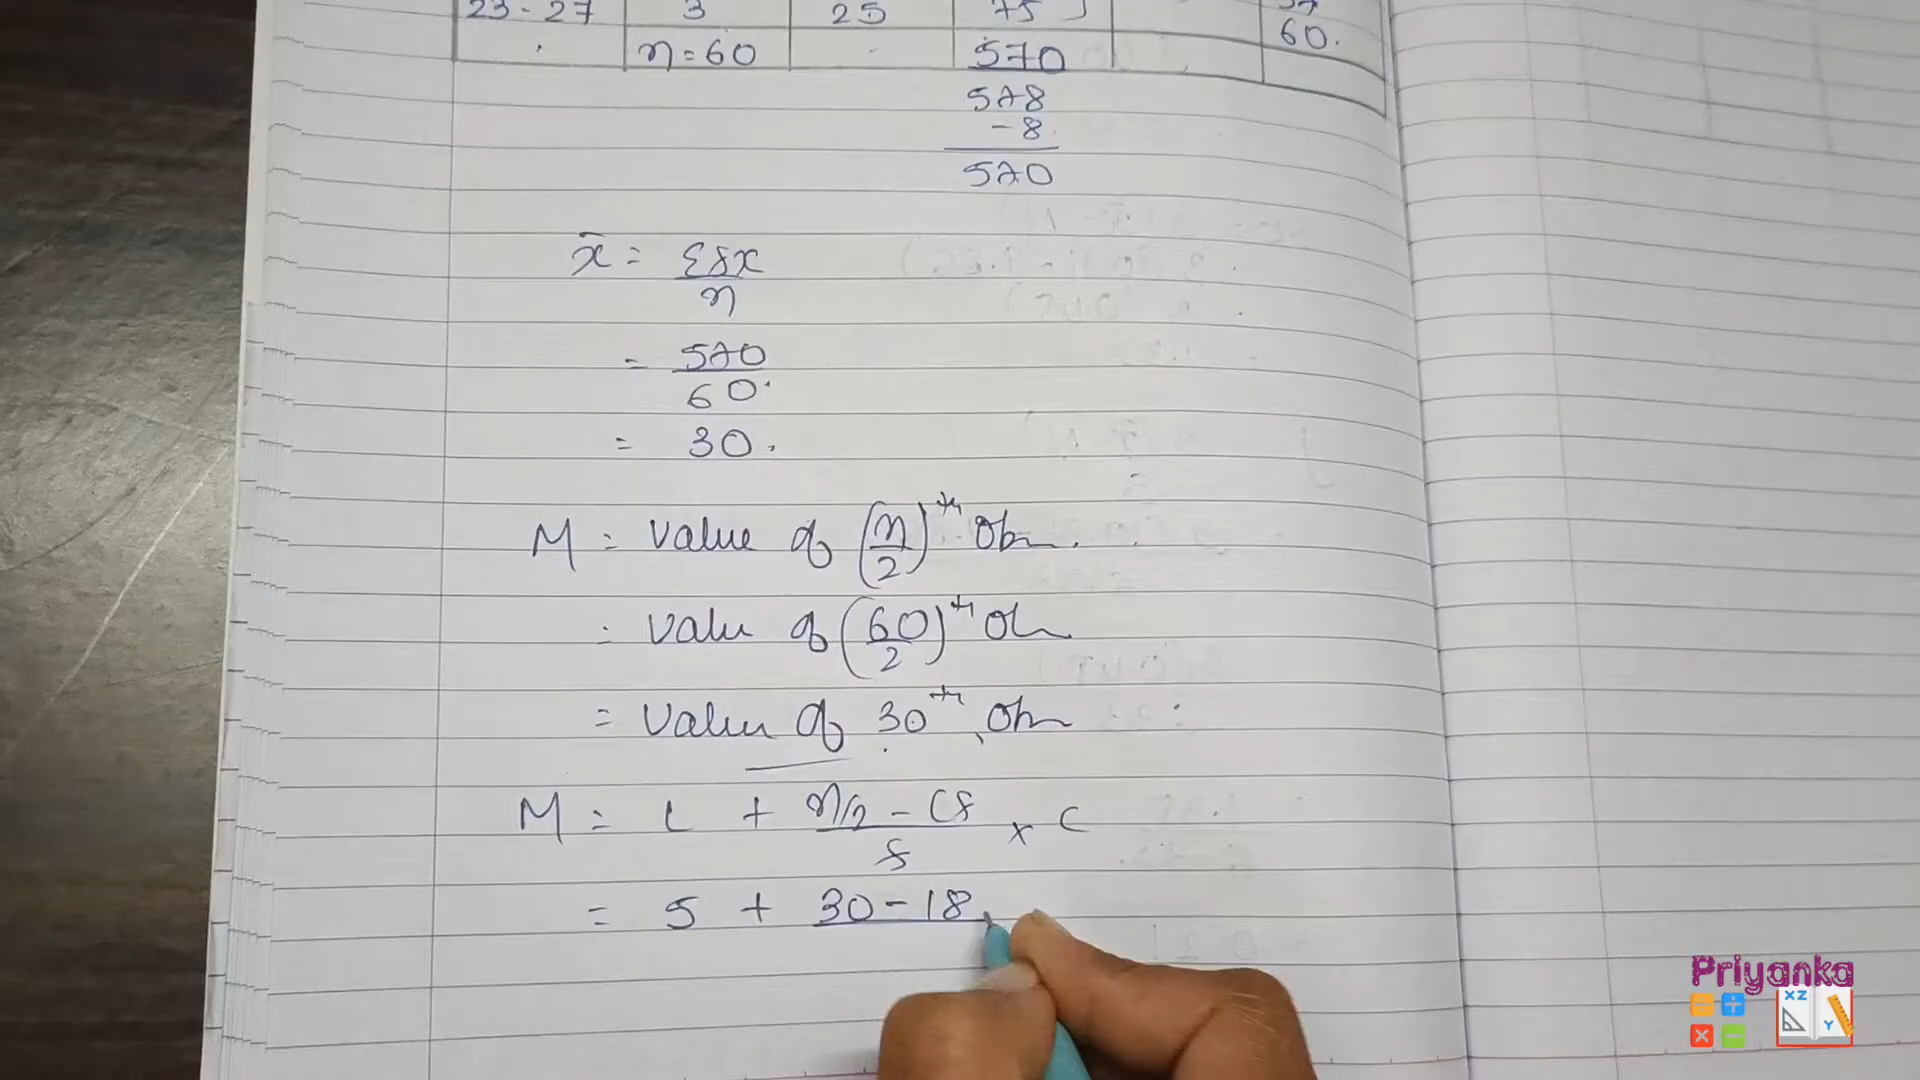 23-27 3 25 75
60.
n=60 570
578
-8
570
x̄ = Σfx
n
= 570
60.
= 30.
M = value of (n/2)th Obn.
= value of (60/2)th Obn
= value of 30th Obn
M = L + n/2 - Cf × C
f
= 5 + 30-18
Priyanka
XZ
Y